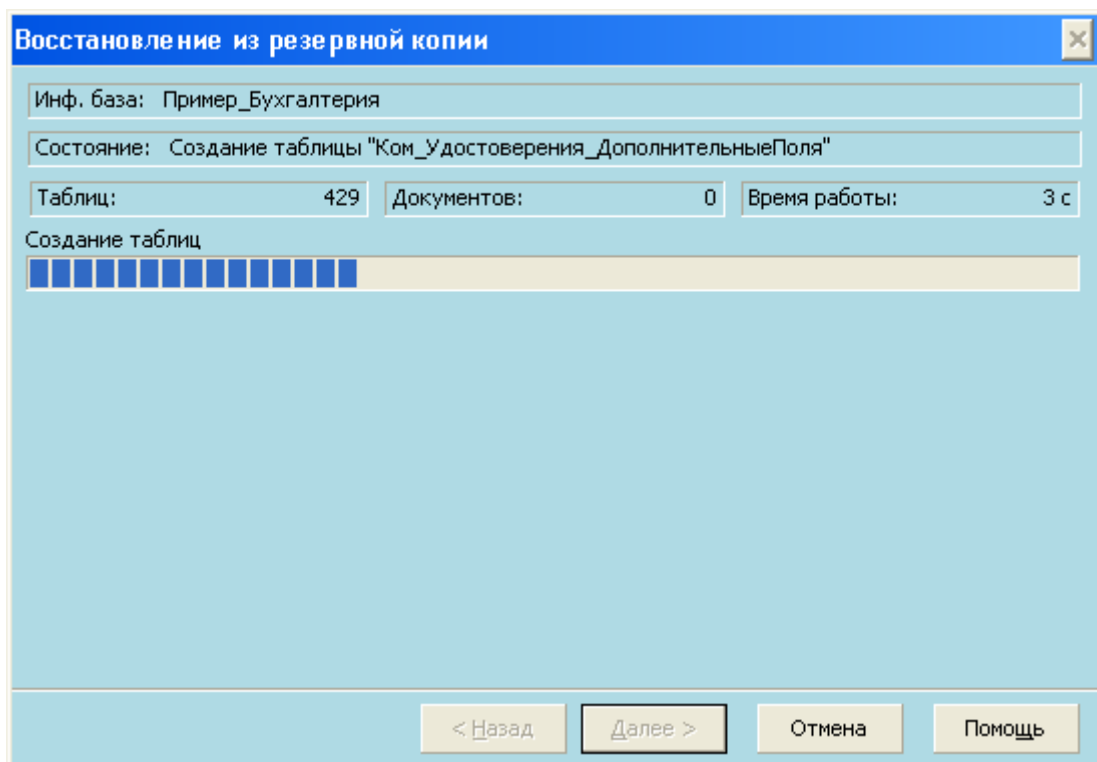 Восстановление из резервной копии
Инф. база: Пример_Бухгалтерия
Состояние: Создание таблицы "Ком_Удостоверения_ДополнительныеПоля"
Таблиц: 429 Документов: 0 Время работы: 3 с
Создание таблиц
< Назад Далее > Отмена Помощь